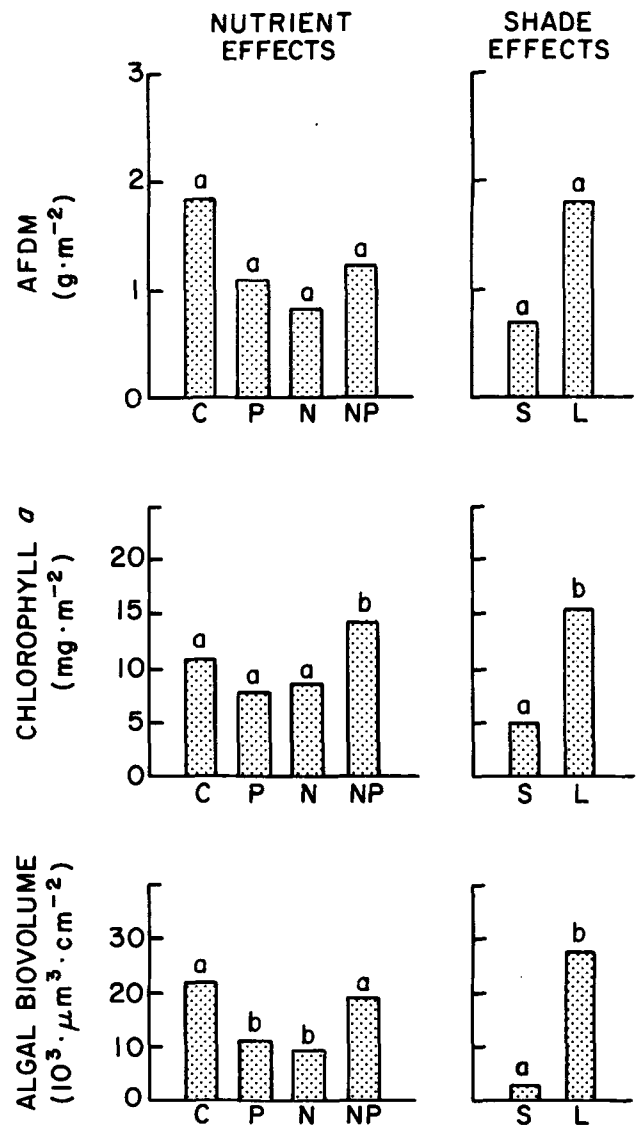 NUTRIENT
EFFECTS
SHADE
EFFECTS
AFDM
(g·m⁻²)
3
2
1
0
a
a
a
a
C P N NP
a
a
S L
CHLOROPHYLL a
(mg·m⁻²)
20
15
10
5
0
a
a
a
b
C P N NP
a
b
S L
ALGAL BIOVOLUME
(10³·μm³·cm⁻²)
30
20
10
0
a
b
b
a
C P N NP
a
b
S L